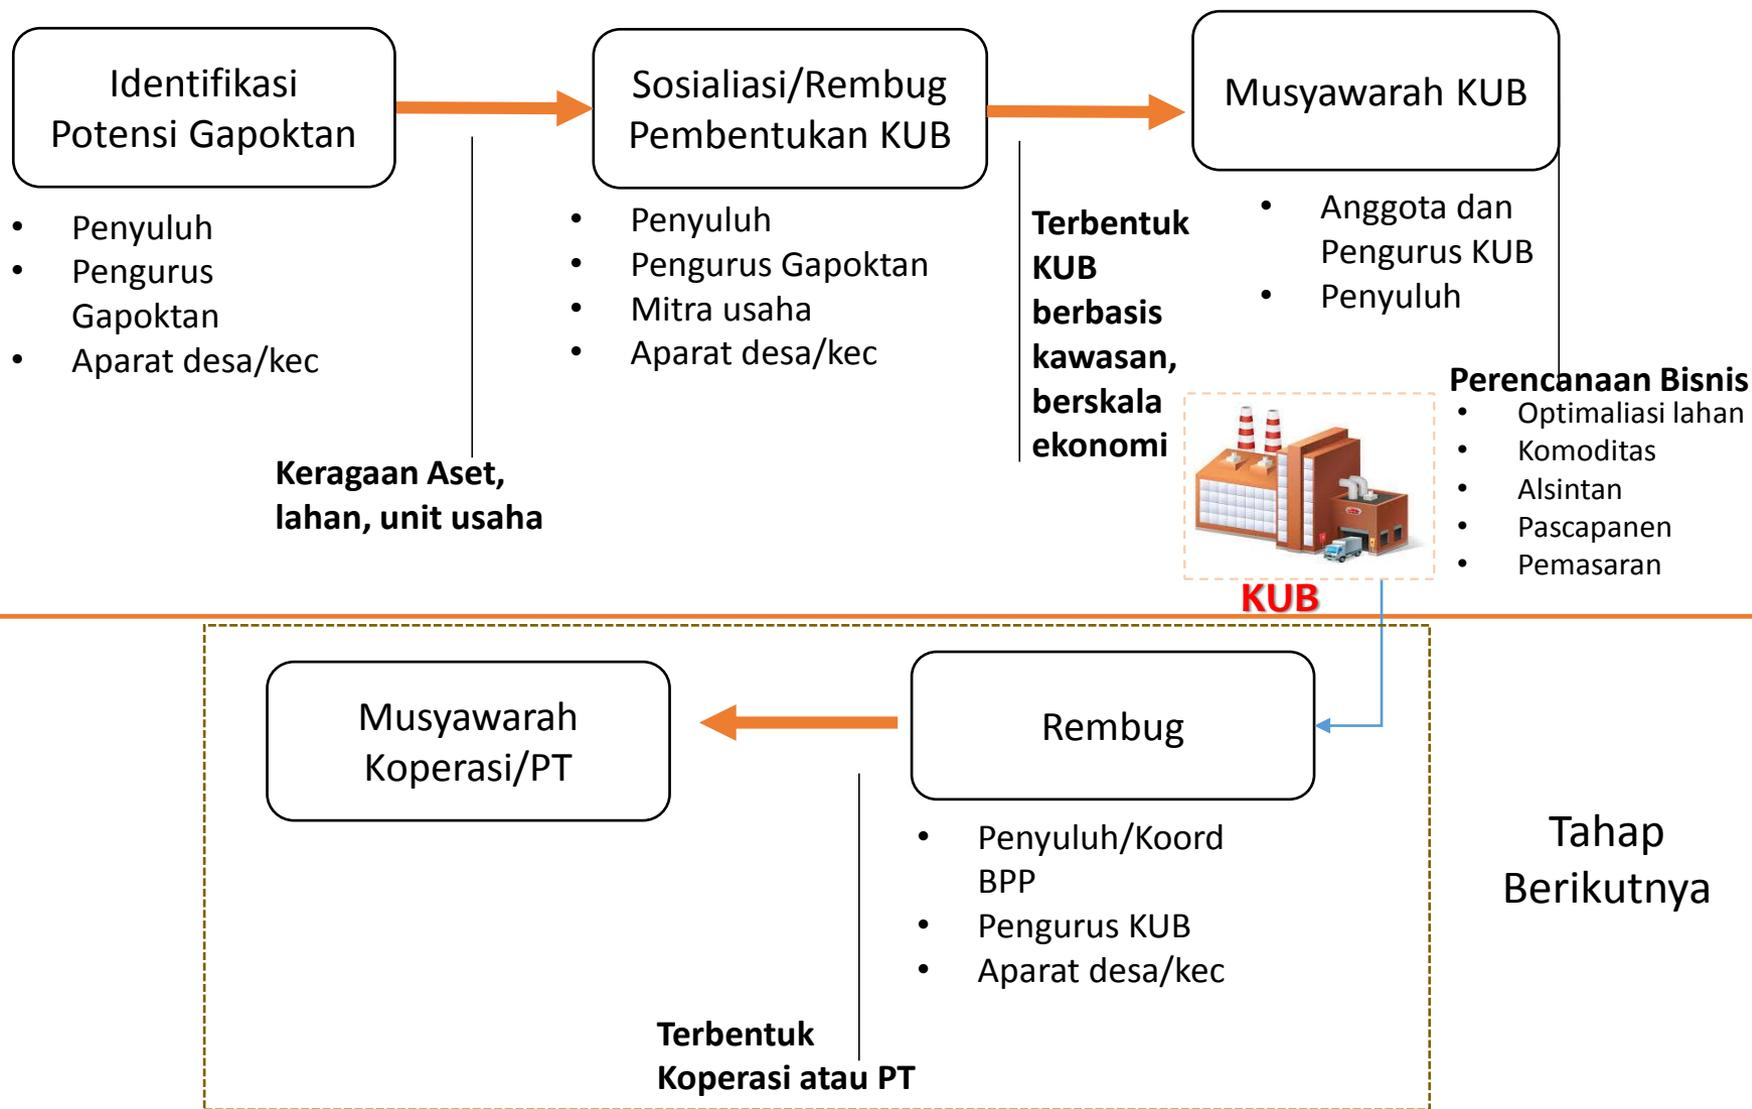 Identifikasi
Potensi Gapoktan
• Penyuluh
• Pengurus
Gapoktan
• Aparat desa/kec
Keragaan Aset,
lahan, unit usaha
Sosialiasi/Rembug
Pembentukan KUB
• Penyuluh
• Pengurus Gapoktan
• Mitra usaha
• Aparat desa/kec
Terbentuk
KUB
berbasis
kawasan,
berskala
ekonomi
Musyawarah KUB
• Anggota dan
Pengurus KUB
• Penyuluh
Perencanaan Bisnis
• Optimaliasi lahan
• Komoditas
• Alsintan
• Pascapanen
• Pemasaran
KUB
Rembug
• Penyuluh/Koord
BPP
• Pengurus KUB
• Aparat desa/kec
Terbentuk
Koperasi atau PT
Musyawarah
Koperasi/PT
Tahap
Berikutnya